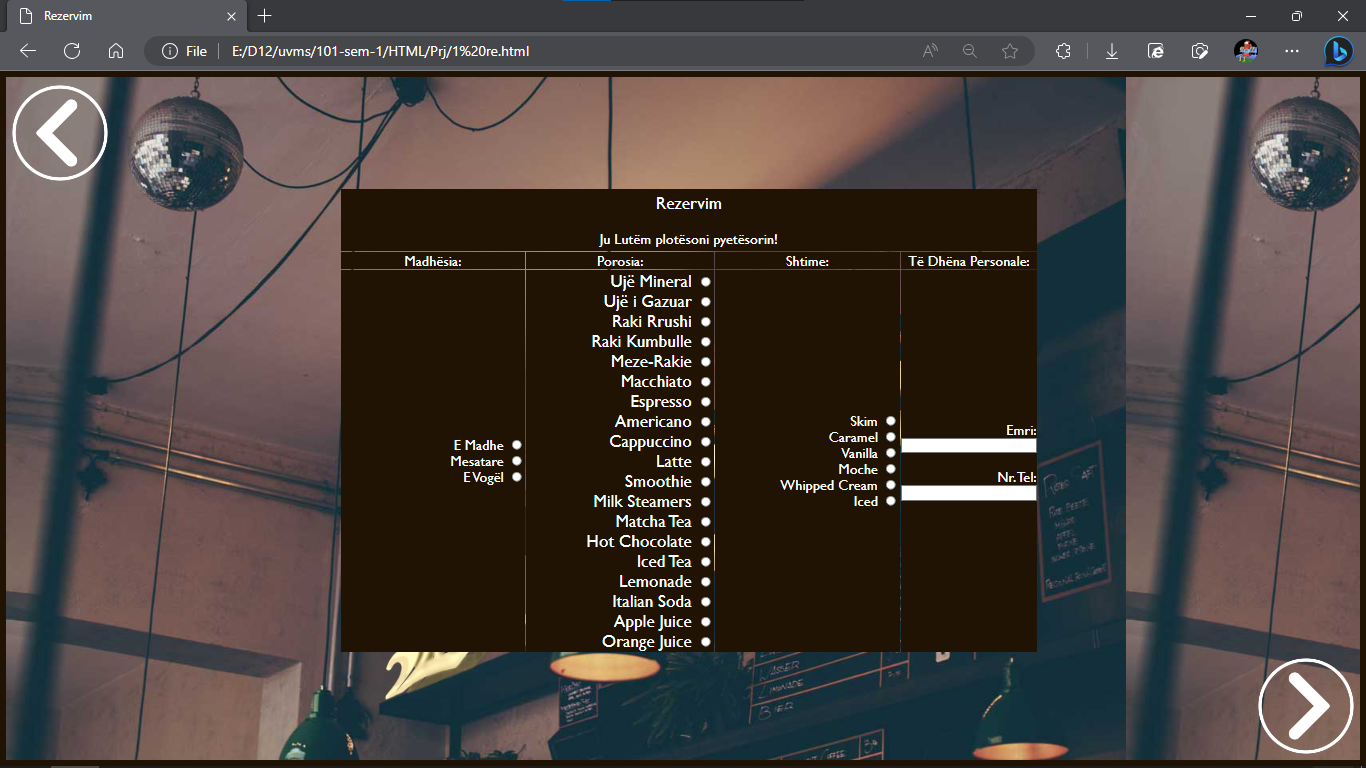 Rezervim
File
E:/D12/uvms/101-sem-1/HTML/Prj/1%20re.html
Rezervim
Ju Lutëm plotësoni pyetësorin!
Madhësia: Porosia: Shtime: Të Dhëna Personale:
E Madhe
Mesatare
E Vogël
Ujë Mineral
Ujë i Gazuar
Raki Rrushi
Raki Kumbulle
Meze-Rakie
Macchiato
Espresso
Americano
Cappuccino
Latte
Smoothie
Milk Steamers
Matcha Tea
Hot Chocolate
Iced Tea
Lemonade
Italian Soda
Apple Juice
Orange Juice
Skim
Caramel
Vanilla
Moche
Whipped Cream
Iced
Emri:
Nr.Tel:
WASSER
LIMONADE
BIER